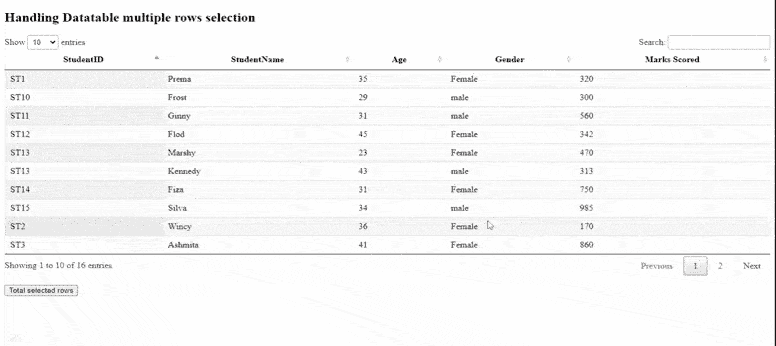 Handling Datatable multiple rows selection
Show 10 entries Search:
StudentID StudentName Age Gender Marks Scored
ST1 Prema 35 Female 320
ST10 Frost 29 male 300
ST11 Ginny 31 male 560
ST12 Flod 45 Female 342
ST13 Marshy 23 Female 470
ST13 Kennedy 43 male 313
ST14 Fiza 31 Female 750
ST15 Silva 34 male 985
ST2 Wincy 36 Female 170
ST3 Ashmita 41 Female 860
Showing 1 to 10 of 16 entries Previous 1 2 Next
Total selected rows